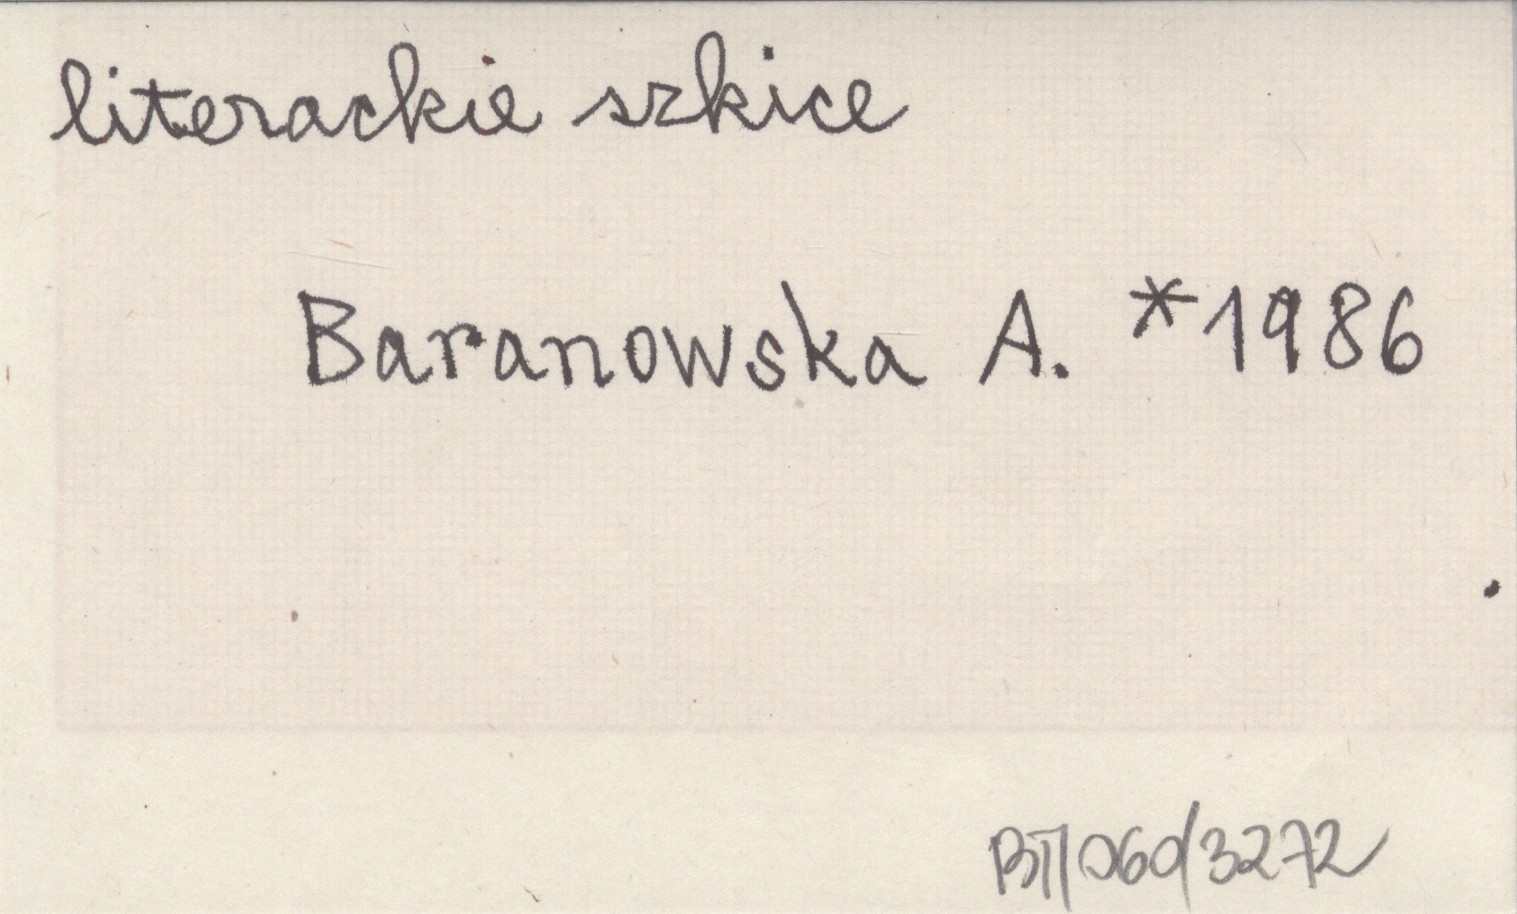 literackie szkice
Baranowska A. *1986
BT/060/3272